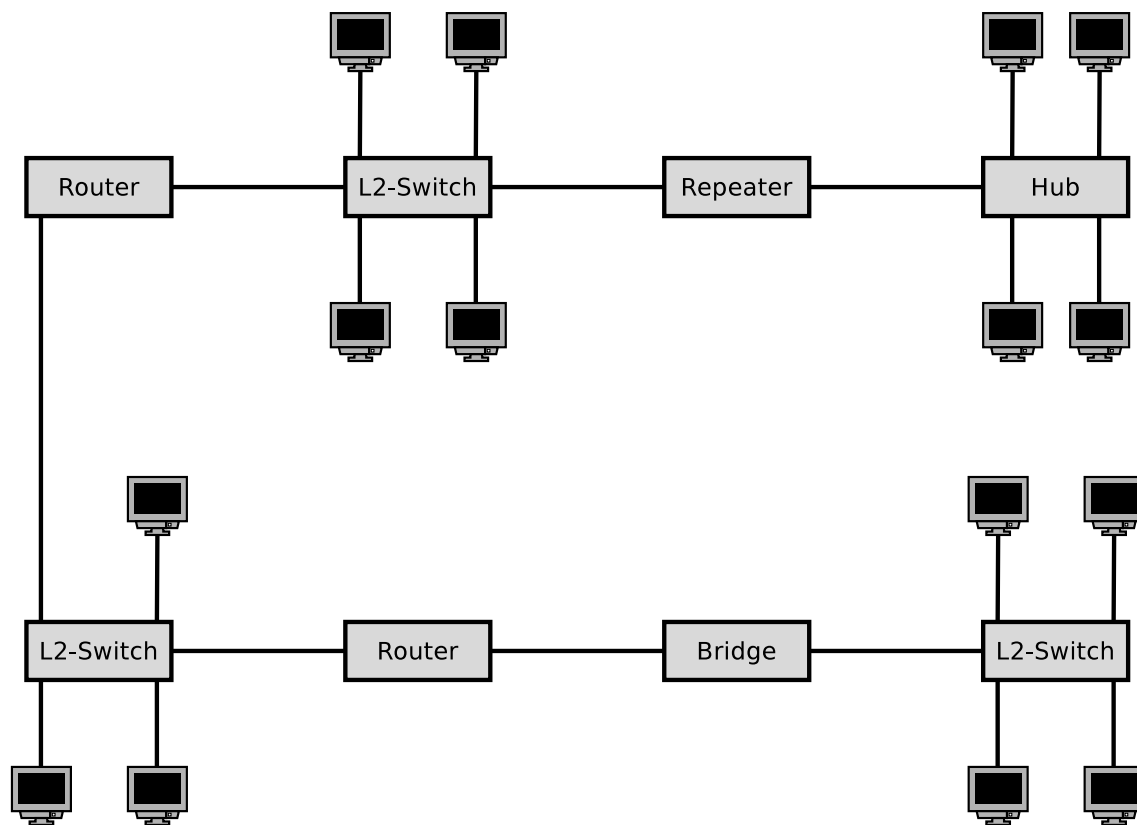 Router
L2-Switch
Repeater
Hub
L2-Switch
Router
Bridge
L2-Switch